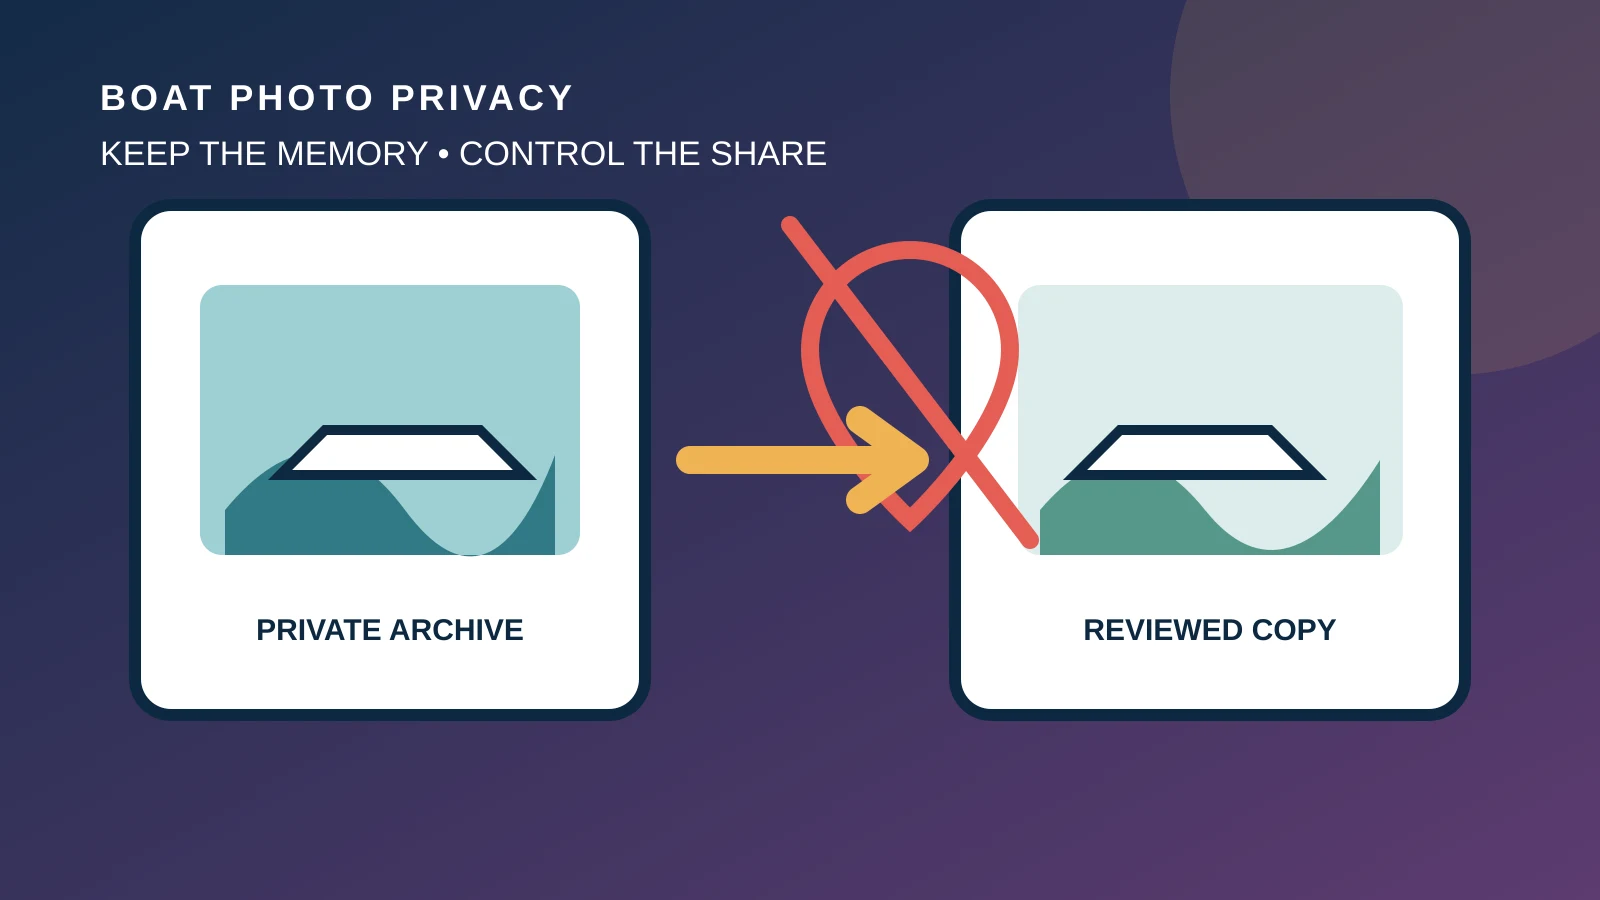 BOAT PHOTO PRIVACY
KEEP THE MEMORY • CONTROL THE SHARE
PRIVATE ARCHIVE
REVIEWED COPY